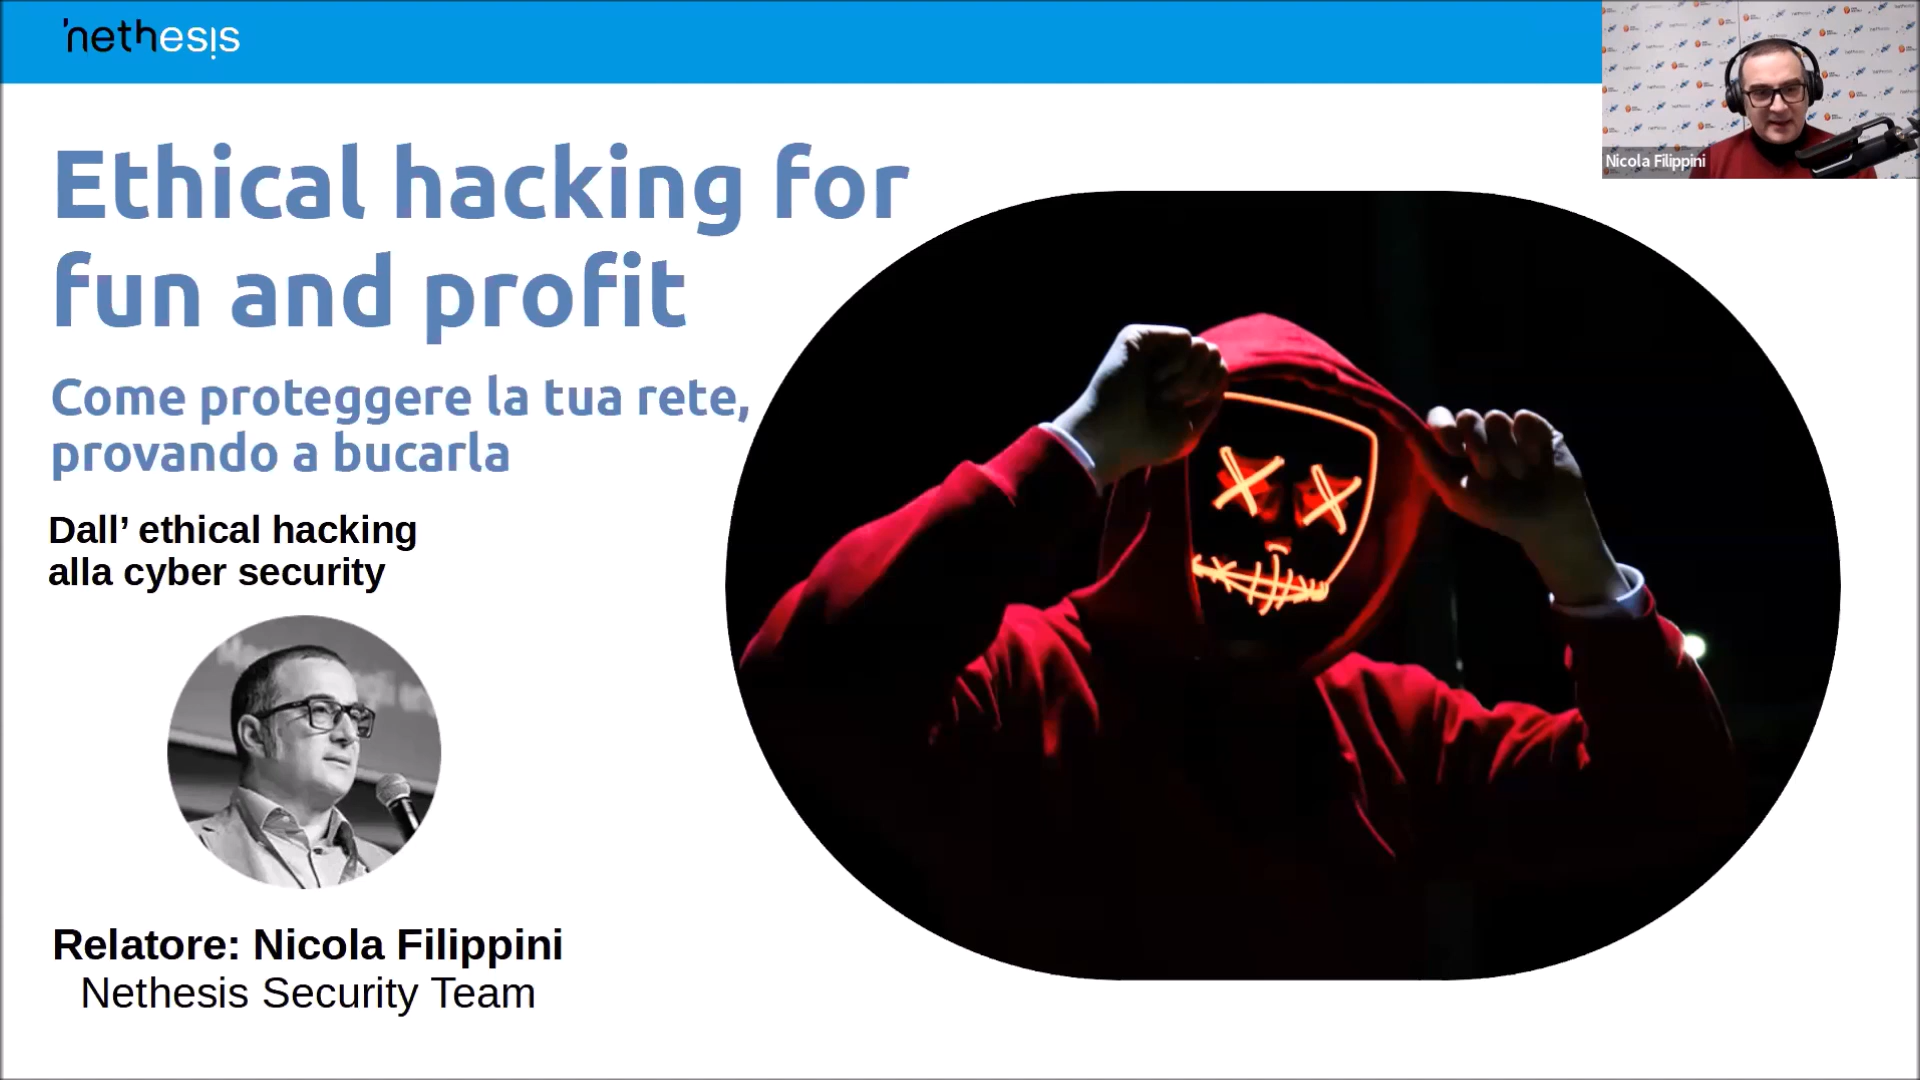 'nethesis
Nicola Filippini
Ethical hacking for
fun and profit
Come proteggere la tua rete,
provando a bucarla
Dall’ ethical hacking
alla cyber security
Relatore: Nicola Filippini
Nethesis Security Team